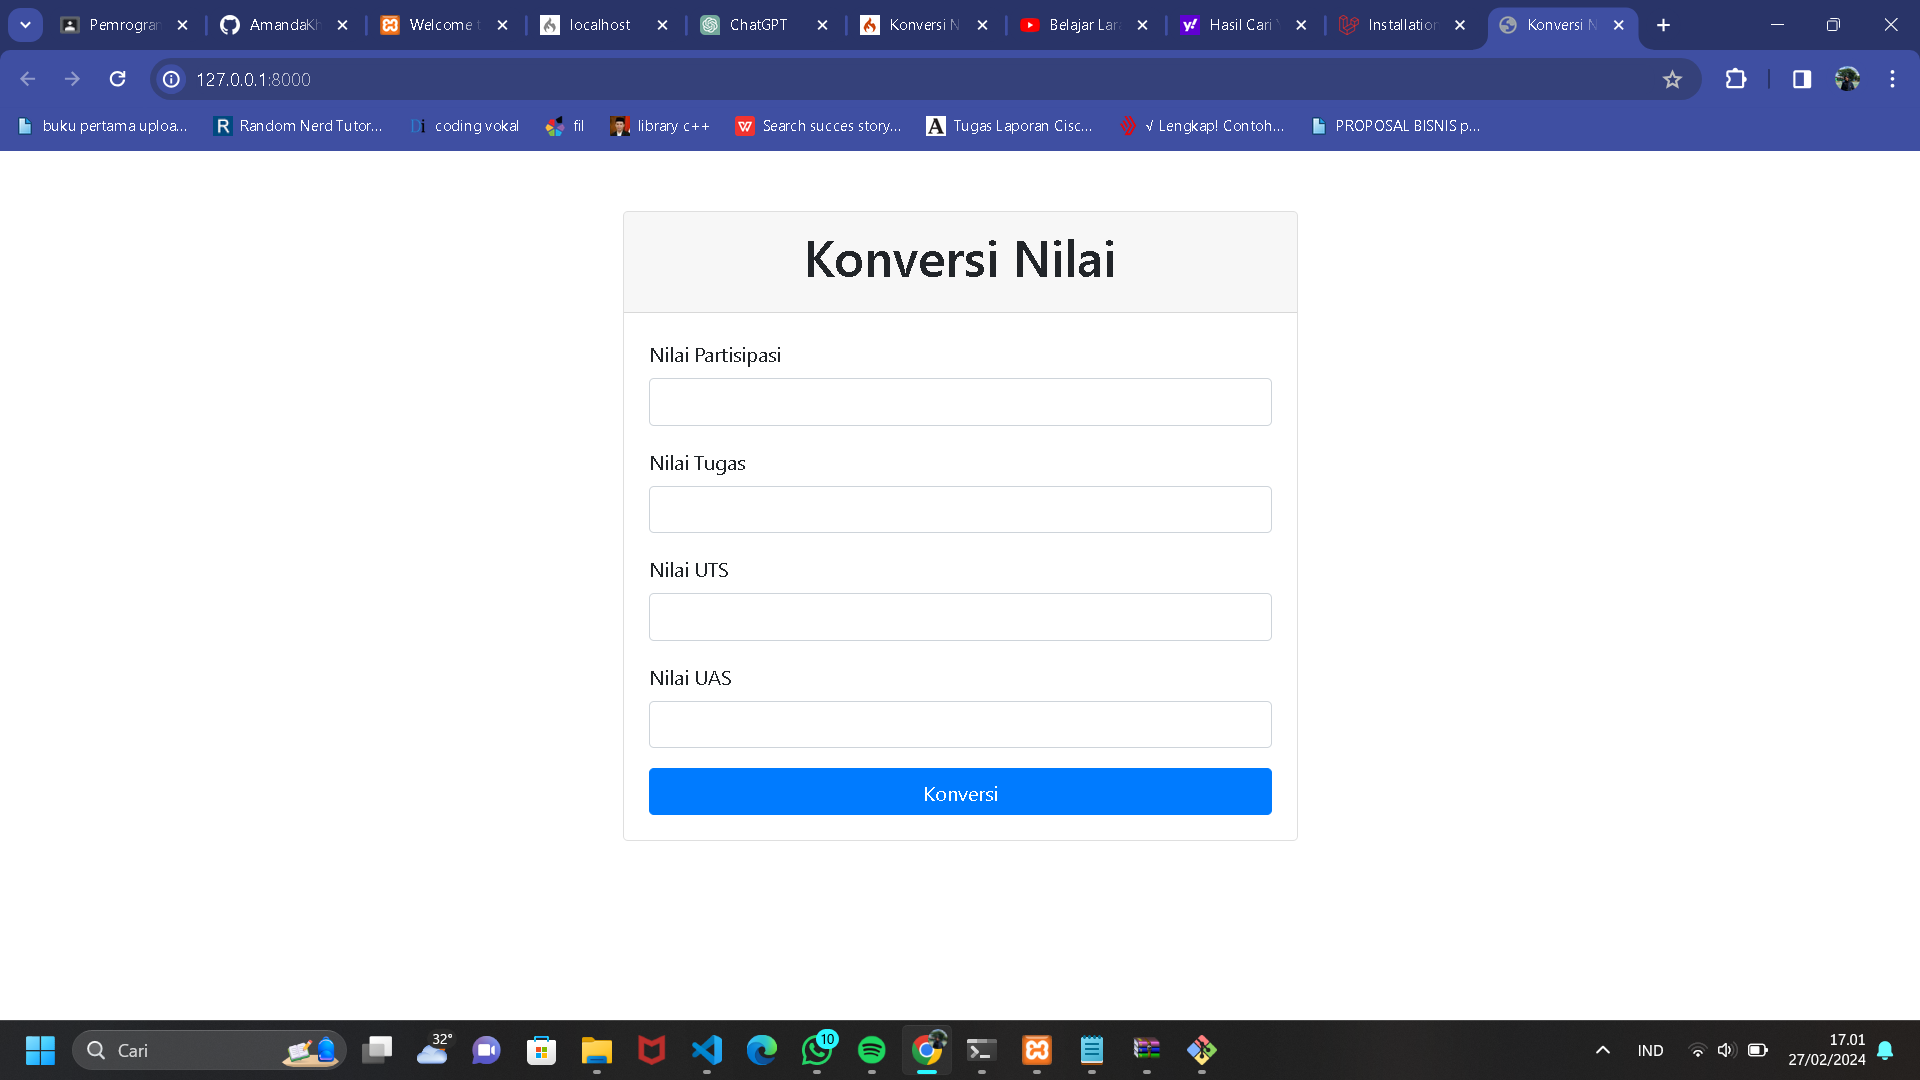 Pemrogran
AmandaKh
Welcome t
localhost
ChatGPT
Konversi N
Belajar Lara
Hasil Cari Y
Installation
Konversi N
127.0.0.1:8000
buku pertama uploa...
Random Nerd Tutor...
coding vokal
fil
library c++
Search succes story...
Tugas Laporan Cisc...
√ Lengkap! Contoh...
PROPOSAL BISNIS p...
Konversi Nilai
Nilai Partisipasi
Nilai Tugas
Nilai UTS
Nilai UAS
Konversi
Cari
32°
10
IND
17.01
27/02/2024